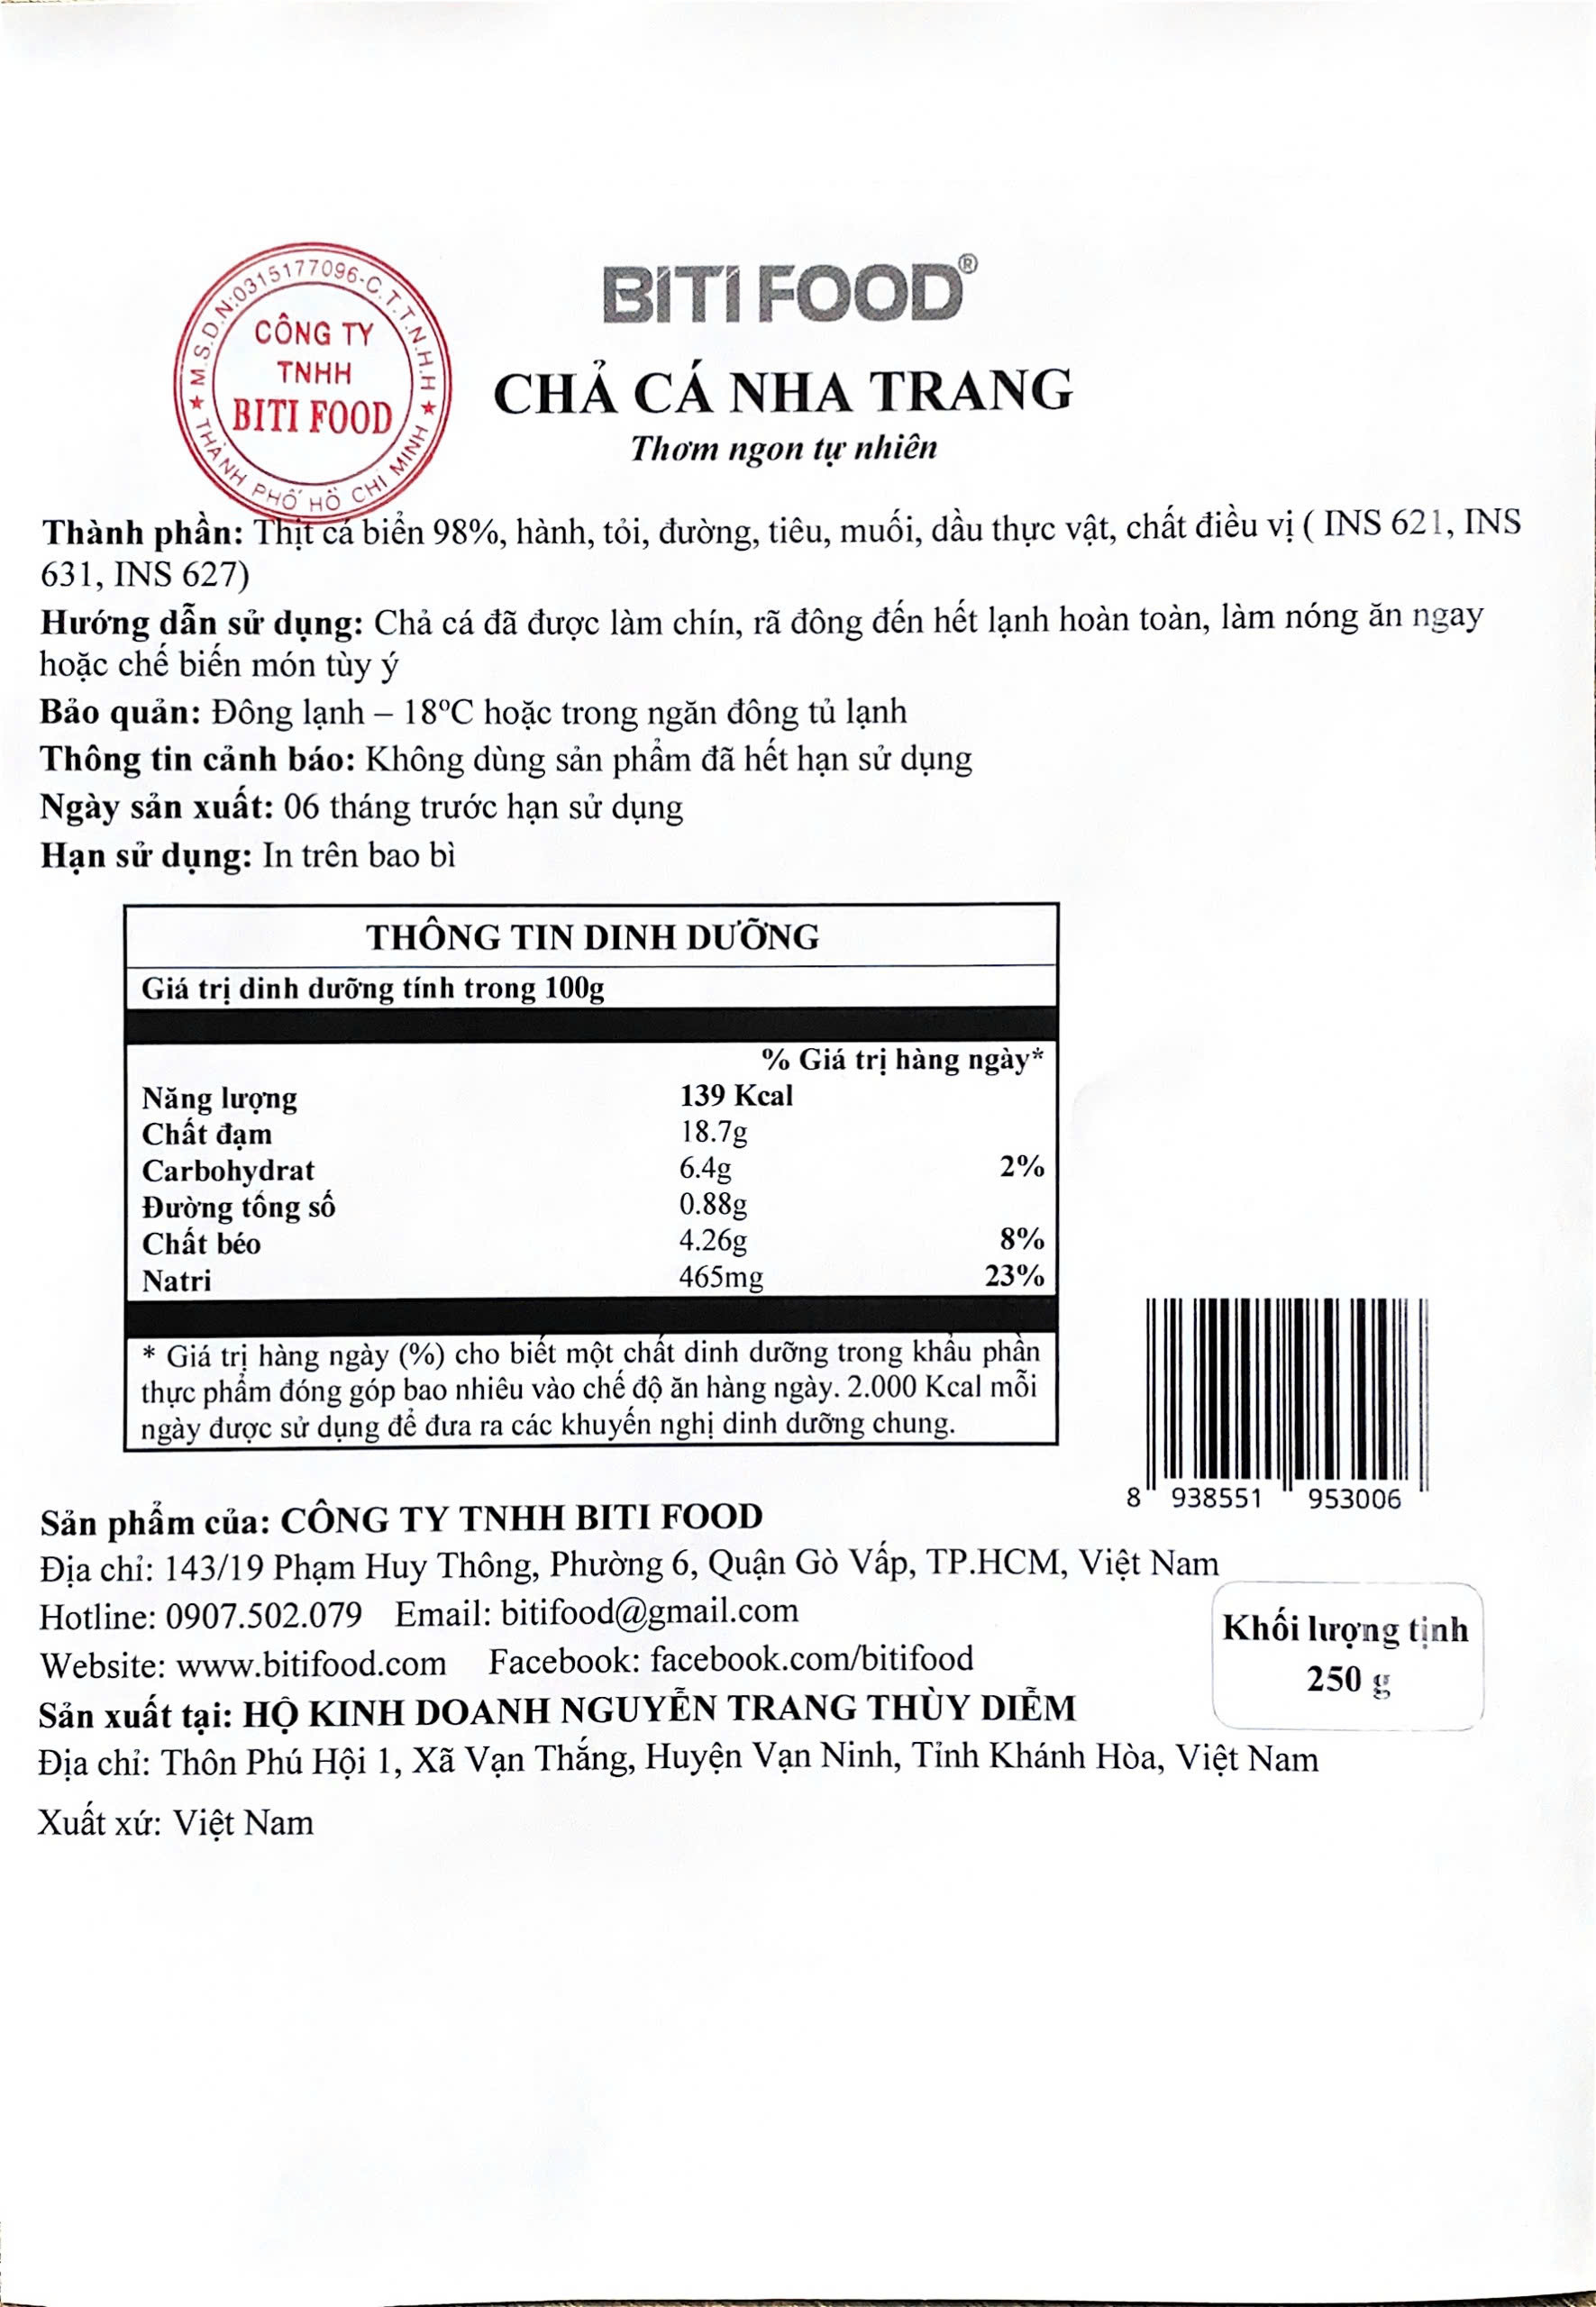 M.S.D.N:0315177096-C.T.T.N.H.H
CÔNG TY
TNHH
BITI FOOD
THÀNH PHỐ HỒ CHÍ MINH
BITI FOOD®
CHẢ CÁ NHA TRANG
Thơm ngon tự nhiên
Thành phần: Thịt cá biển 98%, hành, tỏi, đường, tiêu, muối, dầu thực vật, chất điều vị ( INS 621, INS
631, INS 627)
Hướng dẫn sử dụng: Chả cá đã được làm chín, rã đông đến hết lạnh hoàn toàn, làm nóng ăn ngay
hoặc chế biến món tùy ý
Bảo quản: Đông lạnh – 18ºC hoặc trong ngăn đông tủ lạnh
Thông tin cảnh báo: Không dùng sản phẩm đã hết hạn sử dụng
Ngày sản xuất: 06 tháng trước hạn sử dụng
Hạn sử dụng: In trên bao bì
THÔNG TIN DINH DƯỠNG
Giá trị dinh dưỡng tính trong 100g
% Giá trị hàng ngày*
Năng lượng 139 Kcal
Chất đạm 18.7g
Carbohydrat 6.4g 2%
Đường tổng số 0.88g
Chất béo 4.26g 8%
Natri 465mg 23%
* Giá trị hàng ngày (%) cho biết một chất dinh dưỡng trong khẩu phần
thực phẩm đóng góp bao nhiêu vào chế độ ăn hàng ngày. 2.000 Kcal mỗi
ngày được sử dụng để đưa ra các khuyến nghị dinh dưỡng chung.
8 938551 953006
Sản phẩm của: CÔNG TY TNHH BITI FOOD
Địa chỉ: 143/19 Phạm Huy Thông, Phường 6, Quận Gò Vấp, TP.HCM, Việt Nam
Hotline: 0907.502.079 Email: bitifood@gmail.com
Website: www.bitifood.com Facebook: facebook.com/bitifood
Khối lượng tịnh
250 g
Sản xuất tại: HỘ KINH DOANH NGUYỄN TRANG THÙY DIỄM
Địa chỉ: Thôn Phú Hội 1, Xã Vạn Thắng, Huyện Vạn Ninh, Tỉnh Khánh Hòa, Việt Nam
Xuất xứ: Việt Nam